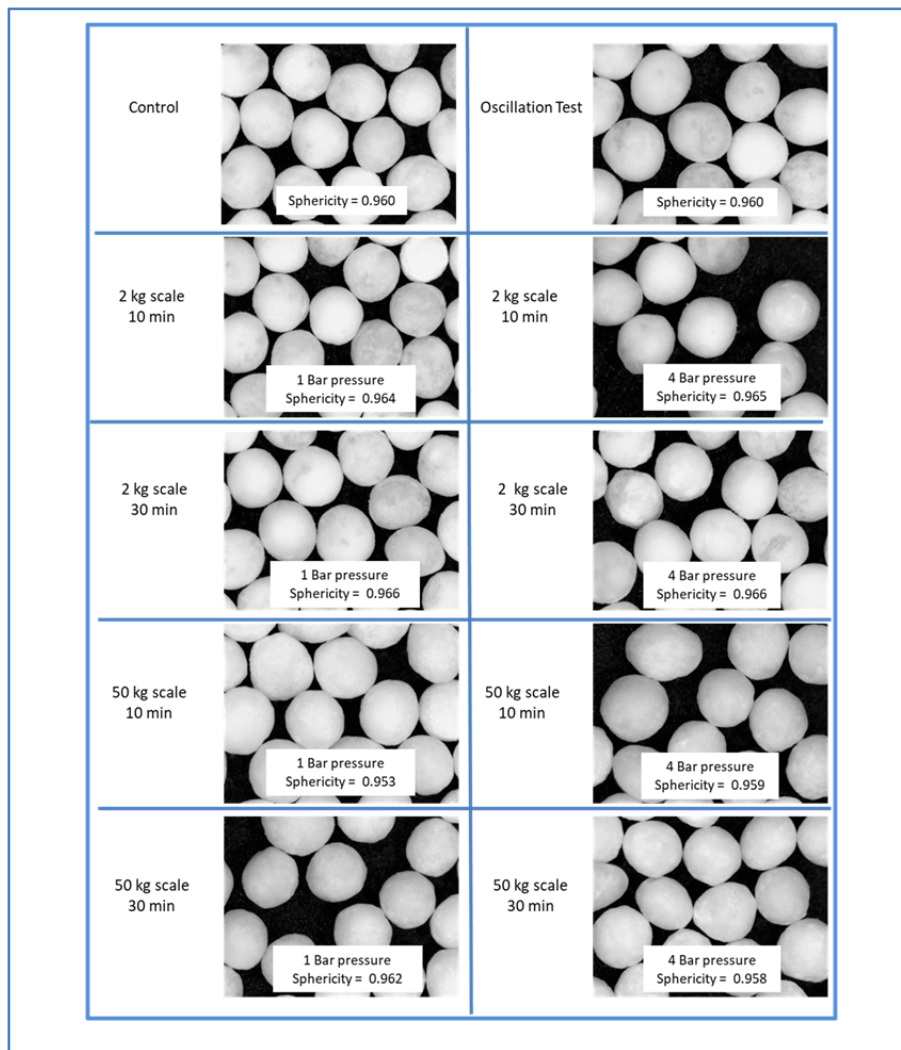 Control
Sphericity = 0.960
Oscillation Test
Sphericity = 0.960
2 kg scale
10 min
1 Bar pressure
Sphericity = 0.964
2 kg scale
10 min
4 Bar pressure
Sphericity = 0.965
2 kg scale
30 min
1 Bar pressure
Sphericity = 0.966
2 kg scale
30 min
4 Bar pressure
Sphericity = 0.966
50 kg scale
10 min
1 Bar pressure
Sphericity = 0.953
50 kg scale
10 min
4 Bar pressure
Sphericity = 0.959
50 kg scale
30 min
1 Bar pressure
Sphericity = 0.962
50 kg scale
30 min
4 Bar pressure
Sphericity = 0.958